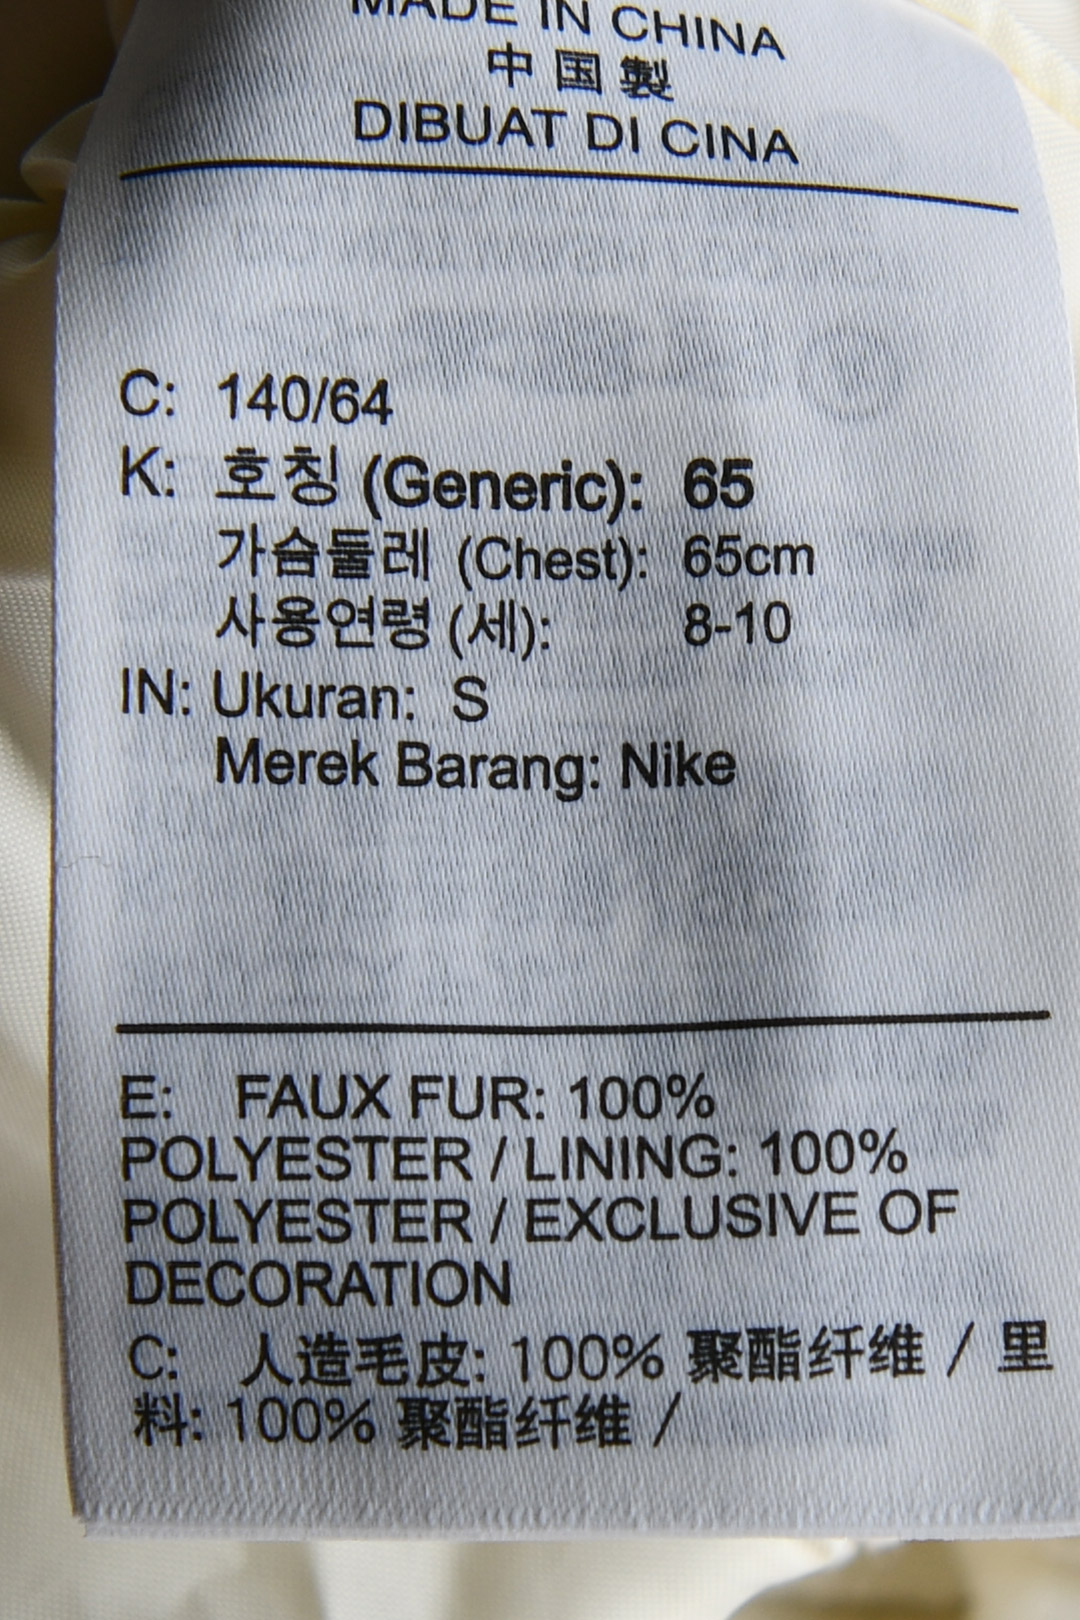 MADE IN CHINA
中国製
DIBUAT DI CINA
C: 140/64
K: 호칭 (Generic): 65
가슴둘레 (Chest): 65cm
사용연령 (세): 8-10
IN: Ukuran: S
Merek Barang: Nike
E: FAUX FUR: 100%
POLYESTER / LINING: 100%
POLYESTER / EXCLUSIVE OF
DECORATION
C: 人造毛皮: 100% 聚酯纤维 / 里
料: 100% 聚酯纤维 /